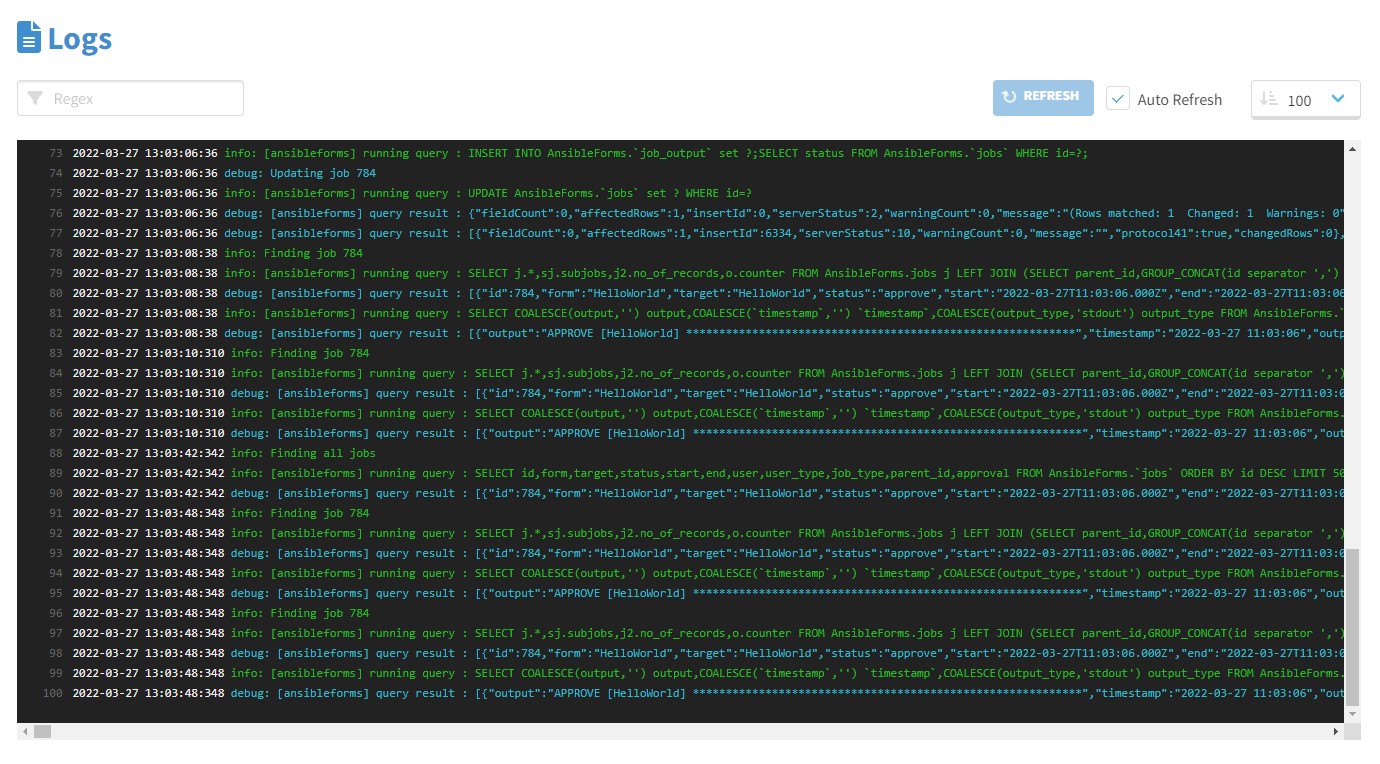 Logs
Regex
REFRESH
Auto Refresh
100
73 2022-03-27 13:03:06:36 info: [ansibleforms] running query : INSERT INTO AnsibleForms.`job_output` set ?;SELECT status FROM AnsibleForms.`jobs` WHERE id=?;
74 2022-03-27 13:03:06:36 debug: Updating job 784
75 2022-03-27 13:03:06:36 info: [ansibleforms] running query : UPDATE AnsibleForms.`jobs` set ? WHERE id=?
76 2022-03-27 13:03:06:36 debug: [ansibleforms] query result : {"fieldCount":0,"affectedRows":1,"insertId":0,"serverStatus":2,"warningCount":0,"message":"(Rows matched: 1  Changed: 1  Warnings: 0"
77 2022-03-27 13:03:06:36 debug: [ansibleforms] query result : [{"fieldCount":0,"affectedRows":1,"insertId":6334,"serverStatus":10,"warningCount":0,"message":"","protocol41":true,"changedRows":0},
78 2022-03-27 13:03:08:38 info: Finding job 784
79 2022-03-27 13:03:08:38 info: [ansibleforms] running query : SELECT j.*,sj.subjobs,j2.no_of_records,o.counter FROM AnsibleForms.jobs j LEFT JOIN (SELECT parent_id,GROUP_CONCAT(id separator ',')
80 2022-03-27 13:03:08:38 debug: [ansibleforms] query result : [{"id":784,"form":"HelloWorld","target":"HelloWorld","status":"approve","start":"2022-03-27T11:03:06.000Z","end":"2022-03-27T11:03:06
81 2022-03-27 13:03:08:38 info: [ansibleforms] running query : SELECT COALESCE(output,'') output,COALESCE(`timestamp`,'') `timestamp`,COALESCE(output_type,'stdout') output_type FROM AnsibleForms.`
82 2022-03-27 13:03:08:38 debug: [ansibleforms] query result : [{"output":"APPROVE [HelloWorld] ***********************************************************","timestamp":"2022-03-27 11:03:06","outp
83 2022-03-27 13:03:10:310 info: Finding job 784
84 2022-03-27 13:03:10:310 info: [ansibleforms] running query : SELECT j.*,sj.subjobs,j2.no_of_records,o.counter FROM AnsibleForms.jobs j LEFT JOIN (SELECT parent_id,GROUP_CONCAT(id separator ',')
85 2022-03-27 13:03:10:310 debug: [ansibleforms] query result : [{"id":784,"form":"HelloWorld","target":"HelloWorld","status":"approve","start":"2022-03-27T11:03:06.000Z","end":"2022-03-27T11:03:0
86 2022-03-27 13:03:10:310 info: [ansibleforms] running query : SELECT COALESCE(output,'') output,COALESCE(`timestamp`,'') `timestamp`,COALESCE(output_type,'stdout') output_type FROM AnsibleForms.
87 2022-03-27 13:03:10:310 debug: [ansibleforms] query result : [{"output":"APPROVE [HelloWorld] ***********************************************************","timestamp":"2022-03-27 11:03:06","out
88 2022-03-27 13:03:42:342 info: Finding all jobs
89 2022-03-27 13:03:42:342 info: [ansibleforms] running query : SELECT id,form,target,status,start,end,user,user_type,job_type,parent_id,approval FROM AnsibleForms.`jobs` ORDER BY id DESC LIMIT 50
90 2022-03-27 13:03:42:342 debug: [ansibleforms] query result : [{"id":784,"form":"HelloWorld","target":"HelloWorld","status":"approve","start":"2022-03-27T11:03:06.000Z","end":"2022-03-27T11:03:0
91 2022-03-27 13:03:48:348 info: Finding job 784
92 2022-03-27 13:03:48:348 info: [ansibleforms] running query : SELECT j.*,sj.subjobs,j2.no_of_records,o.counter FROM AnsibleForms.jobs j LEFT JOIN (SELECT parent_id,GROUP_CONCAT(id separator ',')
93 2022-03-27 13:03:48:348 debug: [ansibleforms] query result : [{"id":784,"form":"HelloWorld","target":"HelloWorld","status":"approve","start":"2022-03-27T11:03:06.000Z","end":"2022-03-27T11:03:0
94 2022-03-27 13:03:48:348 info: [ansibleforms] running query : SELECT COALESCE(output,'') output,COALESCE(`timestamp`,'') `timestamp`,COALESCE(output_type,'stdout') output_type FROM AnsibleForms.
95 2022-03-27 13:03:48:348 debug: [ansibleforms] query result : [{"output":"APPROVE [HelloWorld] ***********************************************************","timestamp":"2022-03-27 11:03:06","out
96 2022-03-27 13:03:48:348 info: Finding job 784
97 2022-03-27 13:03:48:348 info: [ansibleforms] running query : SELECT j.*,sj.subjobs,j2.no_of_records,o.counter FROM AnsibleForms.jobs j LEFT JOIN (SELECT parent_id,GROUP_CONCAT(id separator ',')
98 2022-03-27 13:03:48:348 debug: [ansibleforms] query result : [{"id":784,"form":"HelloWorld","target":"HelloWorld","status":"approve","start":"2022-03-27T11:03:06.000Z","end":"2022-03-27T11:03:0
99 2022-03-27 13:03:48:348 info: [ansibleforms] running query : SELECT COALESCE(output,'') output,COALESCE(`timestamp`,'') `timestamp`,COALESCE(output_type,'stdout') output_type FROM AnsibleForms.
100 2022-03-27 13:03:48:348 debug: [ansibleforms] query result : [{"output":"APPROVE [HelloWorld] ***********************************************************","timestamp":"2022-03-27 11:03:06","out